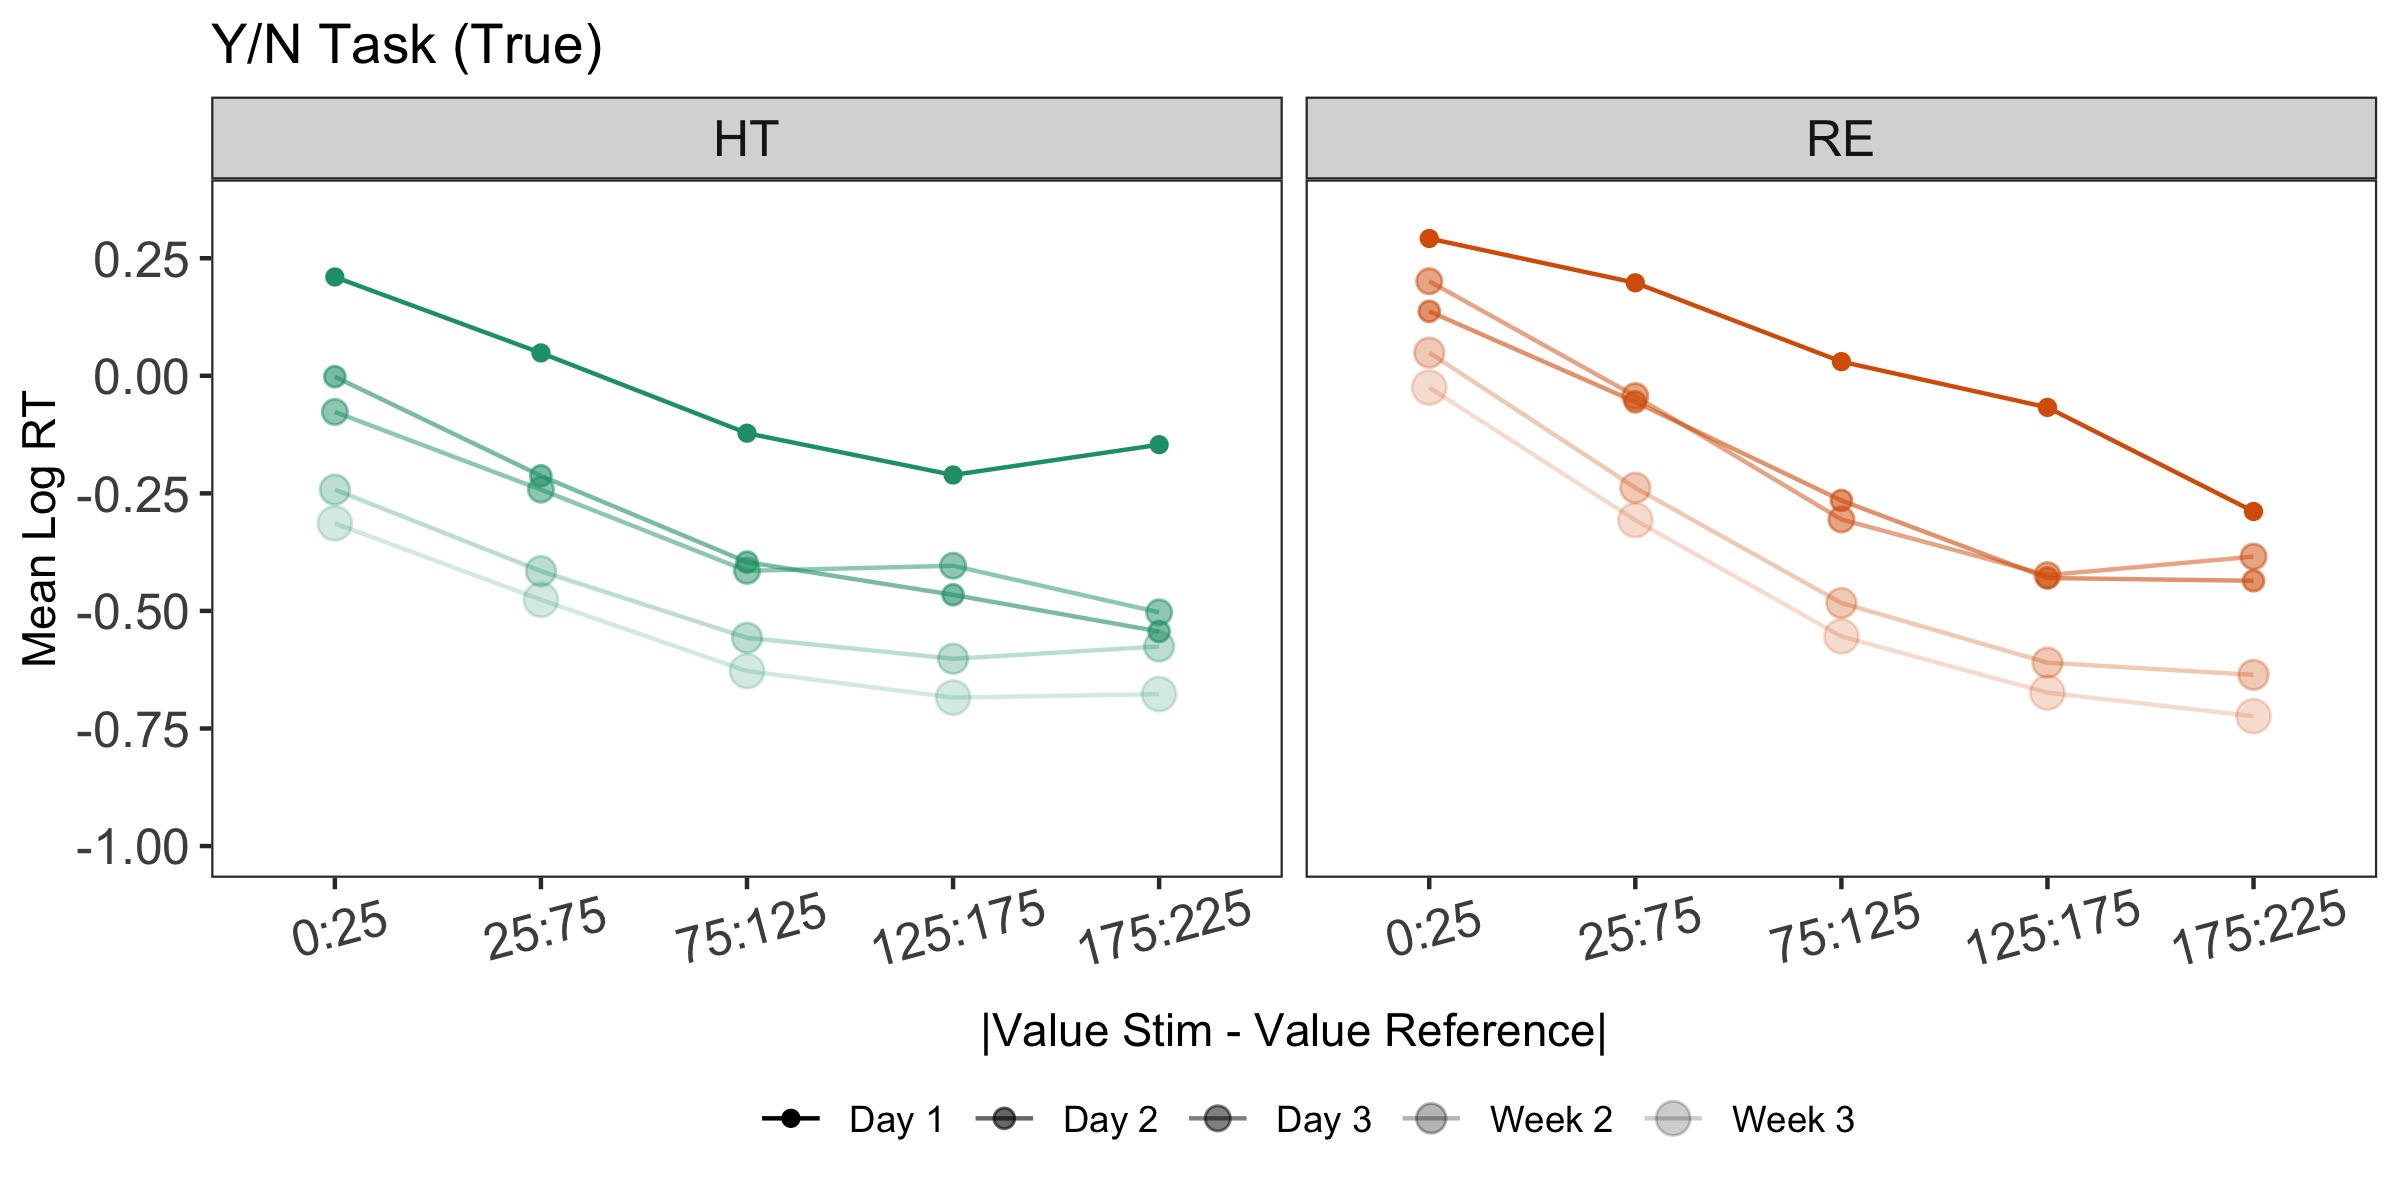 Y/N Task (True)
HT
RE
Mean Log RT
0.25
0.00
-0.25
-0.50
-0.75
-1.00
0:25 25:75 75:125 125:175 175:225
0:25 25:75 75:125 125:175 175:225
|Value Stim - Value Reference|
Day 1 Day 2 Day 3 Week 2 Week 3